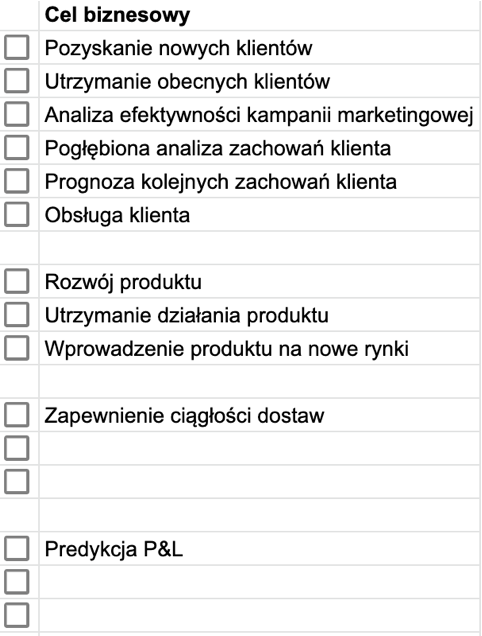 Cel biznesowy
Pozyskanie nowych klientów
Utrzymanie obecnych klientów
Analiza efektywności kampanii marketingowej
Pogłębiona analiza zachowań klienta
Prognoza kolejnych zachowań klienta
Obsługa klienta
Rozwój produktu
Utrzymanie działania produktu
Wprowadzenie produktu na nowe rynki
Zapewnienie ciągłości dostaw
Predykcja P&L